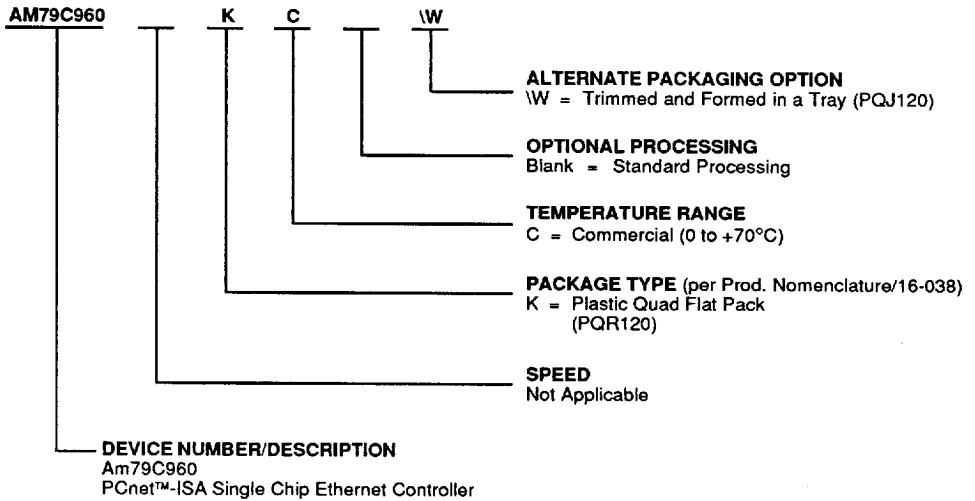 AM79C960 K C \W
ALTERNATE PACKAGING OPTION
\W = Trimmed and Formed in a Tray (PQJ120)
OPTIONAL PROCESSING
Blank = Standard Processing
TEMPERATURE RANGE
C = Commercial (0 to +70°C)
PACKAGE TYPE (per Prod. Nomenclature/16-038)
K = Plastic Quad Flat Pack
(PQR120)
SPEED
Not Applicable
DEVICE NUMBER/DESCRIPTION
Am79C960
PCnet™-ISA Single Chip Ethernet Controller